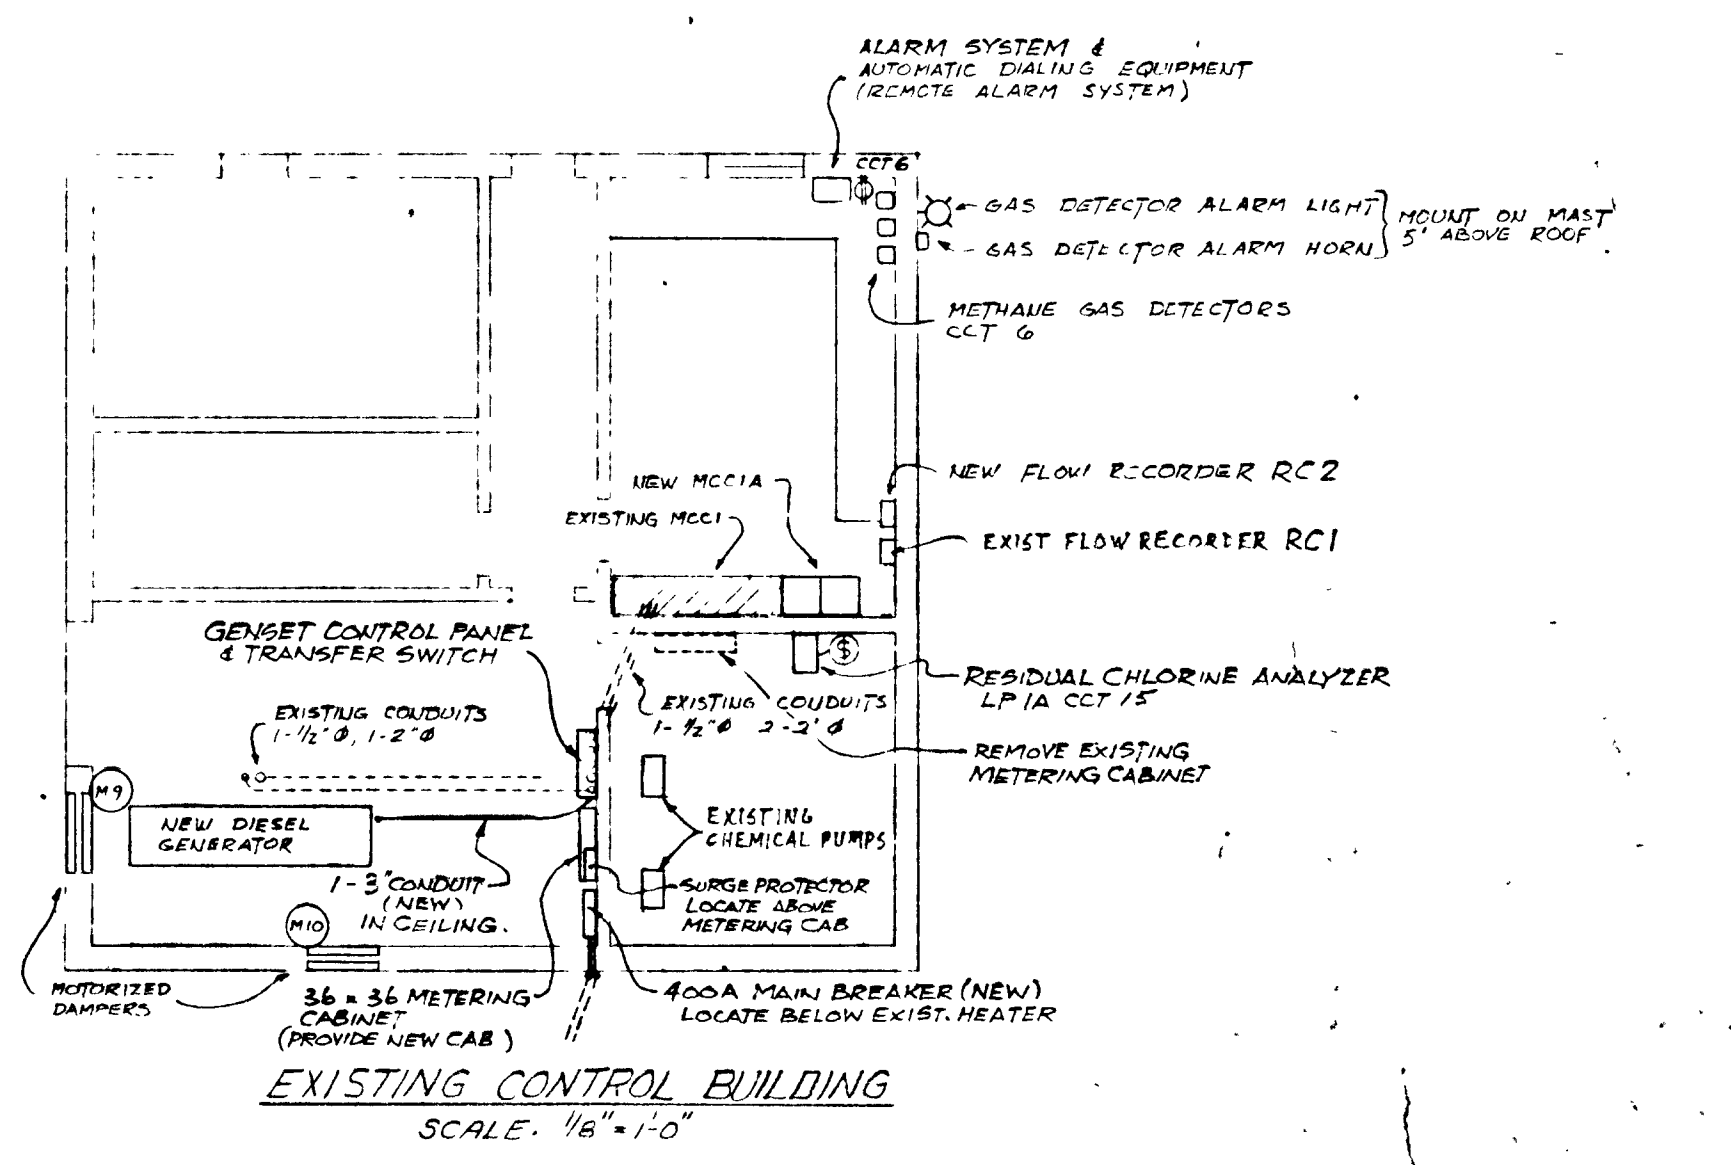 ALARM SYSTEM &
AUTOMATIC DIALING EQUIPMENT
(REMOTE ALARM SYSTEM)
CCT 6
GAS DETECTOR ALARM LIGHT
GAS DETECTOR ALARM HORN
MOUNT ON MAST
5' ABOVE ROOF
METHANE GAS DETECTORS
CCT 6
NEW FLOW RECORDER RC2
NEW MCC1A
EXISTING MCC1
EXIST FLOW RECORDER RC1
GENSET CONTROL PANEL
& TRANSFER SWITCH
$
RESIDUAL CHLORINE ANALYZER
LP 1A CCT 15
EXISTING CONDUITS
1-1/2"Ø 2-2'Ø
EXISTING CONDUITS
1-1/2"Ø, 1-2"Ø
REMOVE EXISTING
METERING CABINET
M9
NEW DIESEL
GENERATOR
EXISTING
CHEMICAL PUMPS
1-3"CONDUIT
(NEW)
IN CEILING.
SURGE PROTECTOR
LOCATE ABOVE
METERING CAB
M10
MOTORIZED
DAMPERS
36 x 36 METERING
CABINET
(PROVIDE NEW CAB)
400A MAIN BREAKER (NEW)
LOCATE BELOW EXIST. HEATER
EXISTING CONTROL BUILDING
SCALE. 1/8"=1'-0"